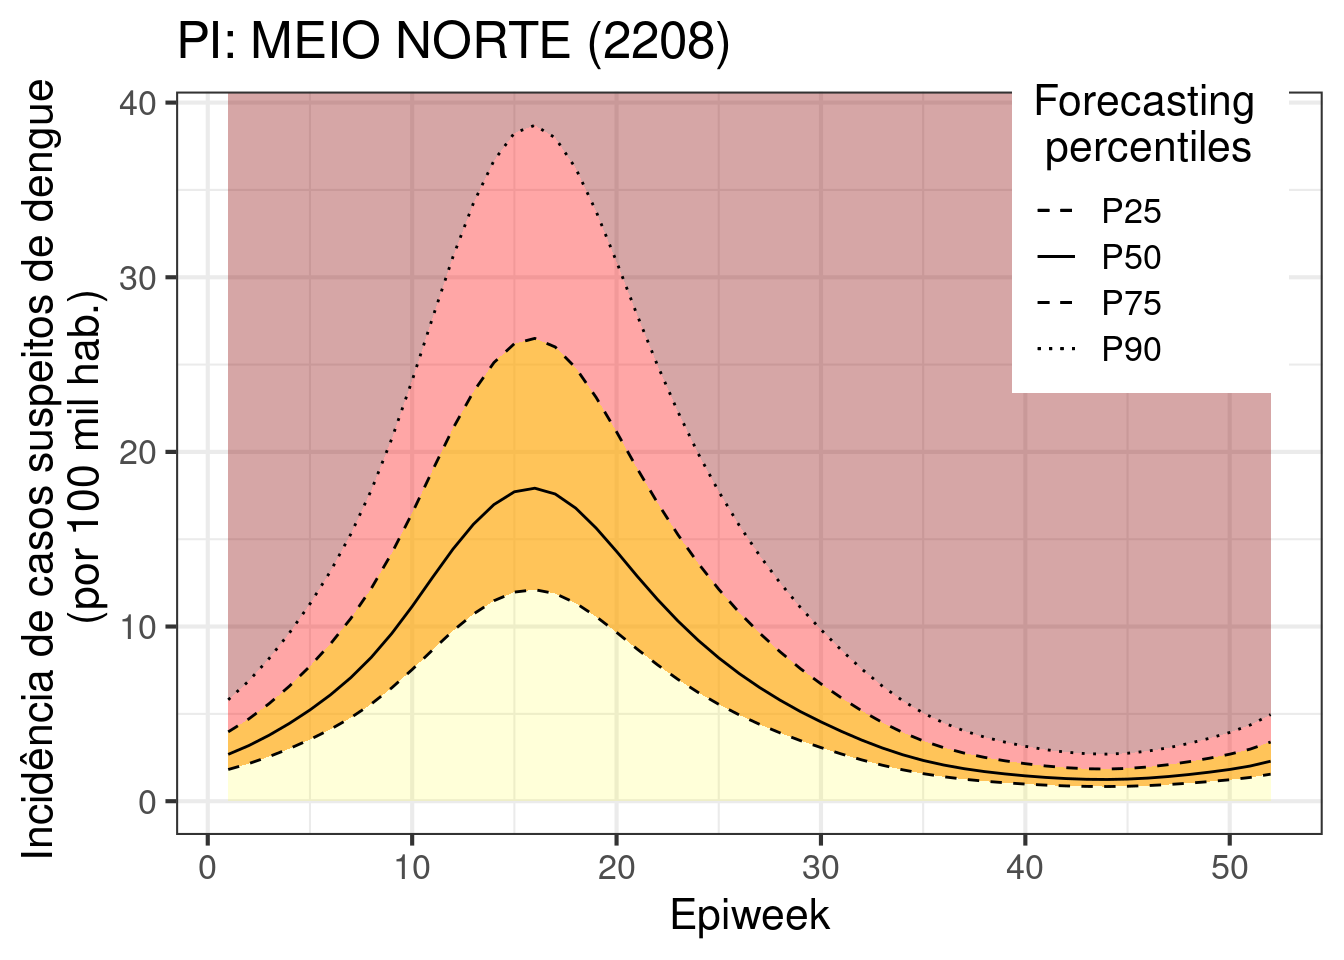 PI: MEIO NORTE (2208)
Incidência de casos suspeitos de dengue
(por 100 mil hab.)
40
30
20
10
0
0
10
20
30
40
50
Epiweek
Forecasting
percentiles
P25
P50
P75
P90